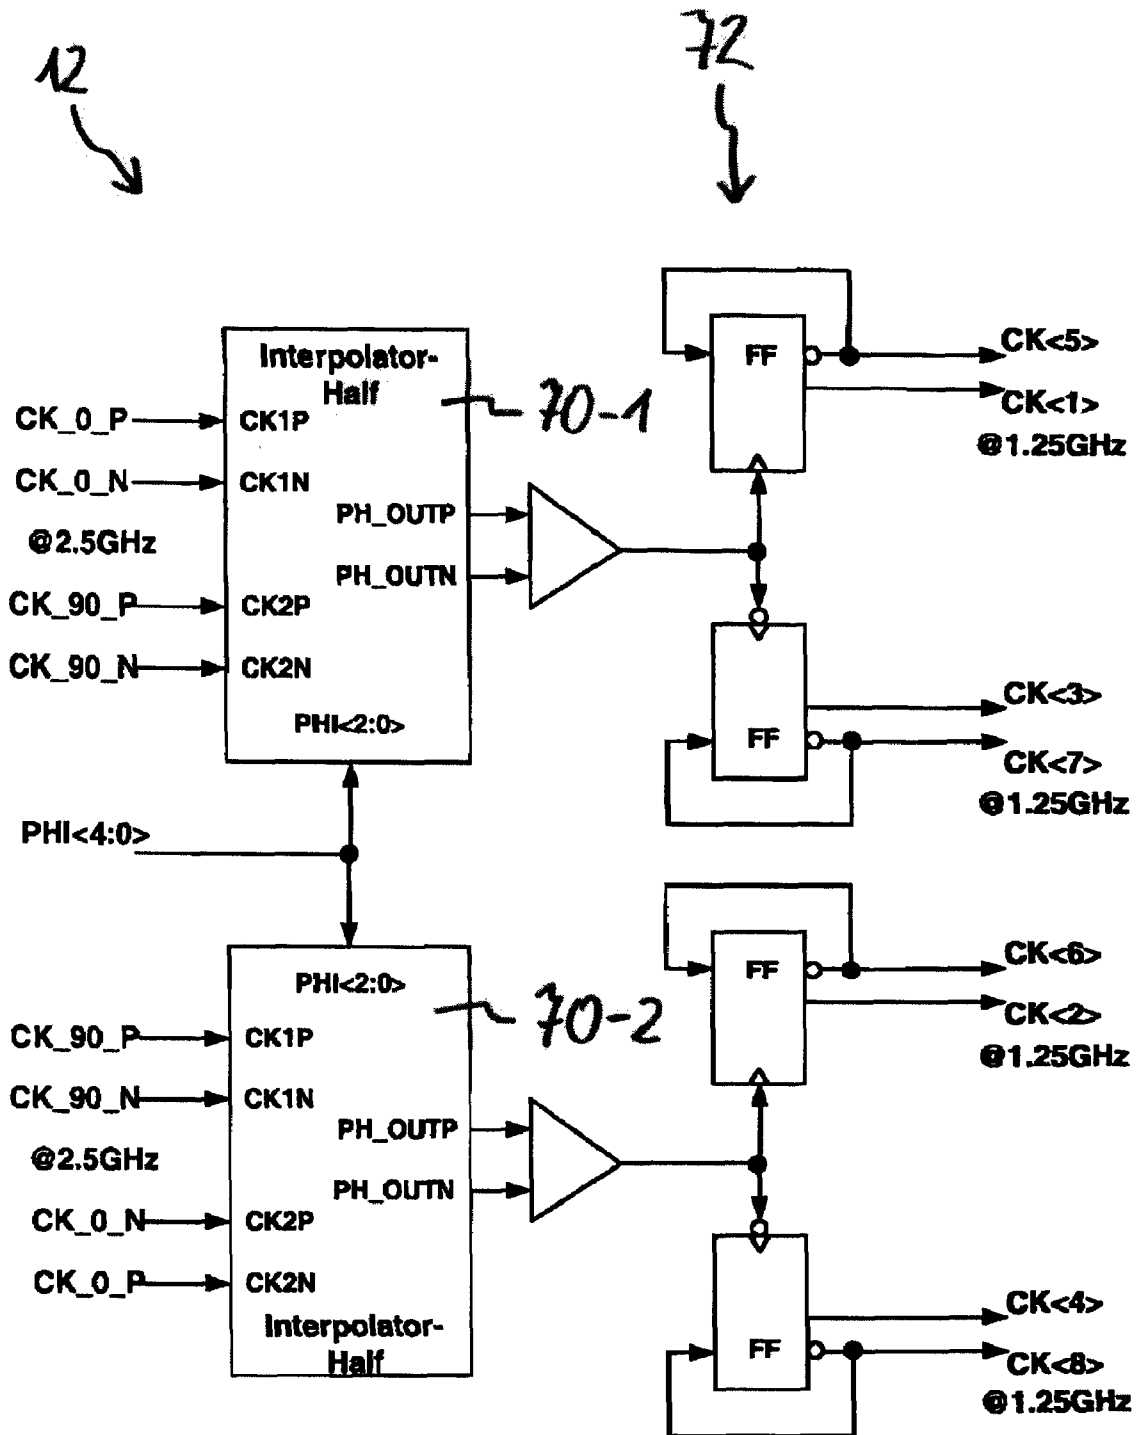 12
72
Interpolator-
Half
70-1
CK_0_P
CK1P
CK_0_N
CK1N
@2.5GHz
PH_OUTP
PH_OUTN
CK_90_P
CK2P
CK_90_N
CK2N
PHI<2:0>
FF
CK<5>
CK<1>
@1.25GHz
FF
CK<3>
CK<7>
@1.25GHz
PHI<4:0>
PHI<2:0>
70-2
CK_90_P
CK1P
CK_90_N
CK1N
@2.5GHz
PH_OUTP
PH_OUTN
CK_0_N
CK2P
CK_0_P
CK2N
Interpolator-
Half
FF
CK<6>
CK<2>
@1.25GHz
FF
CK<4>
CK<8>
@1.25GHz